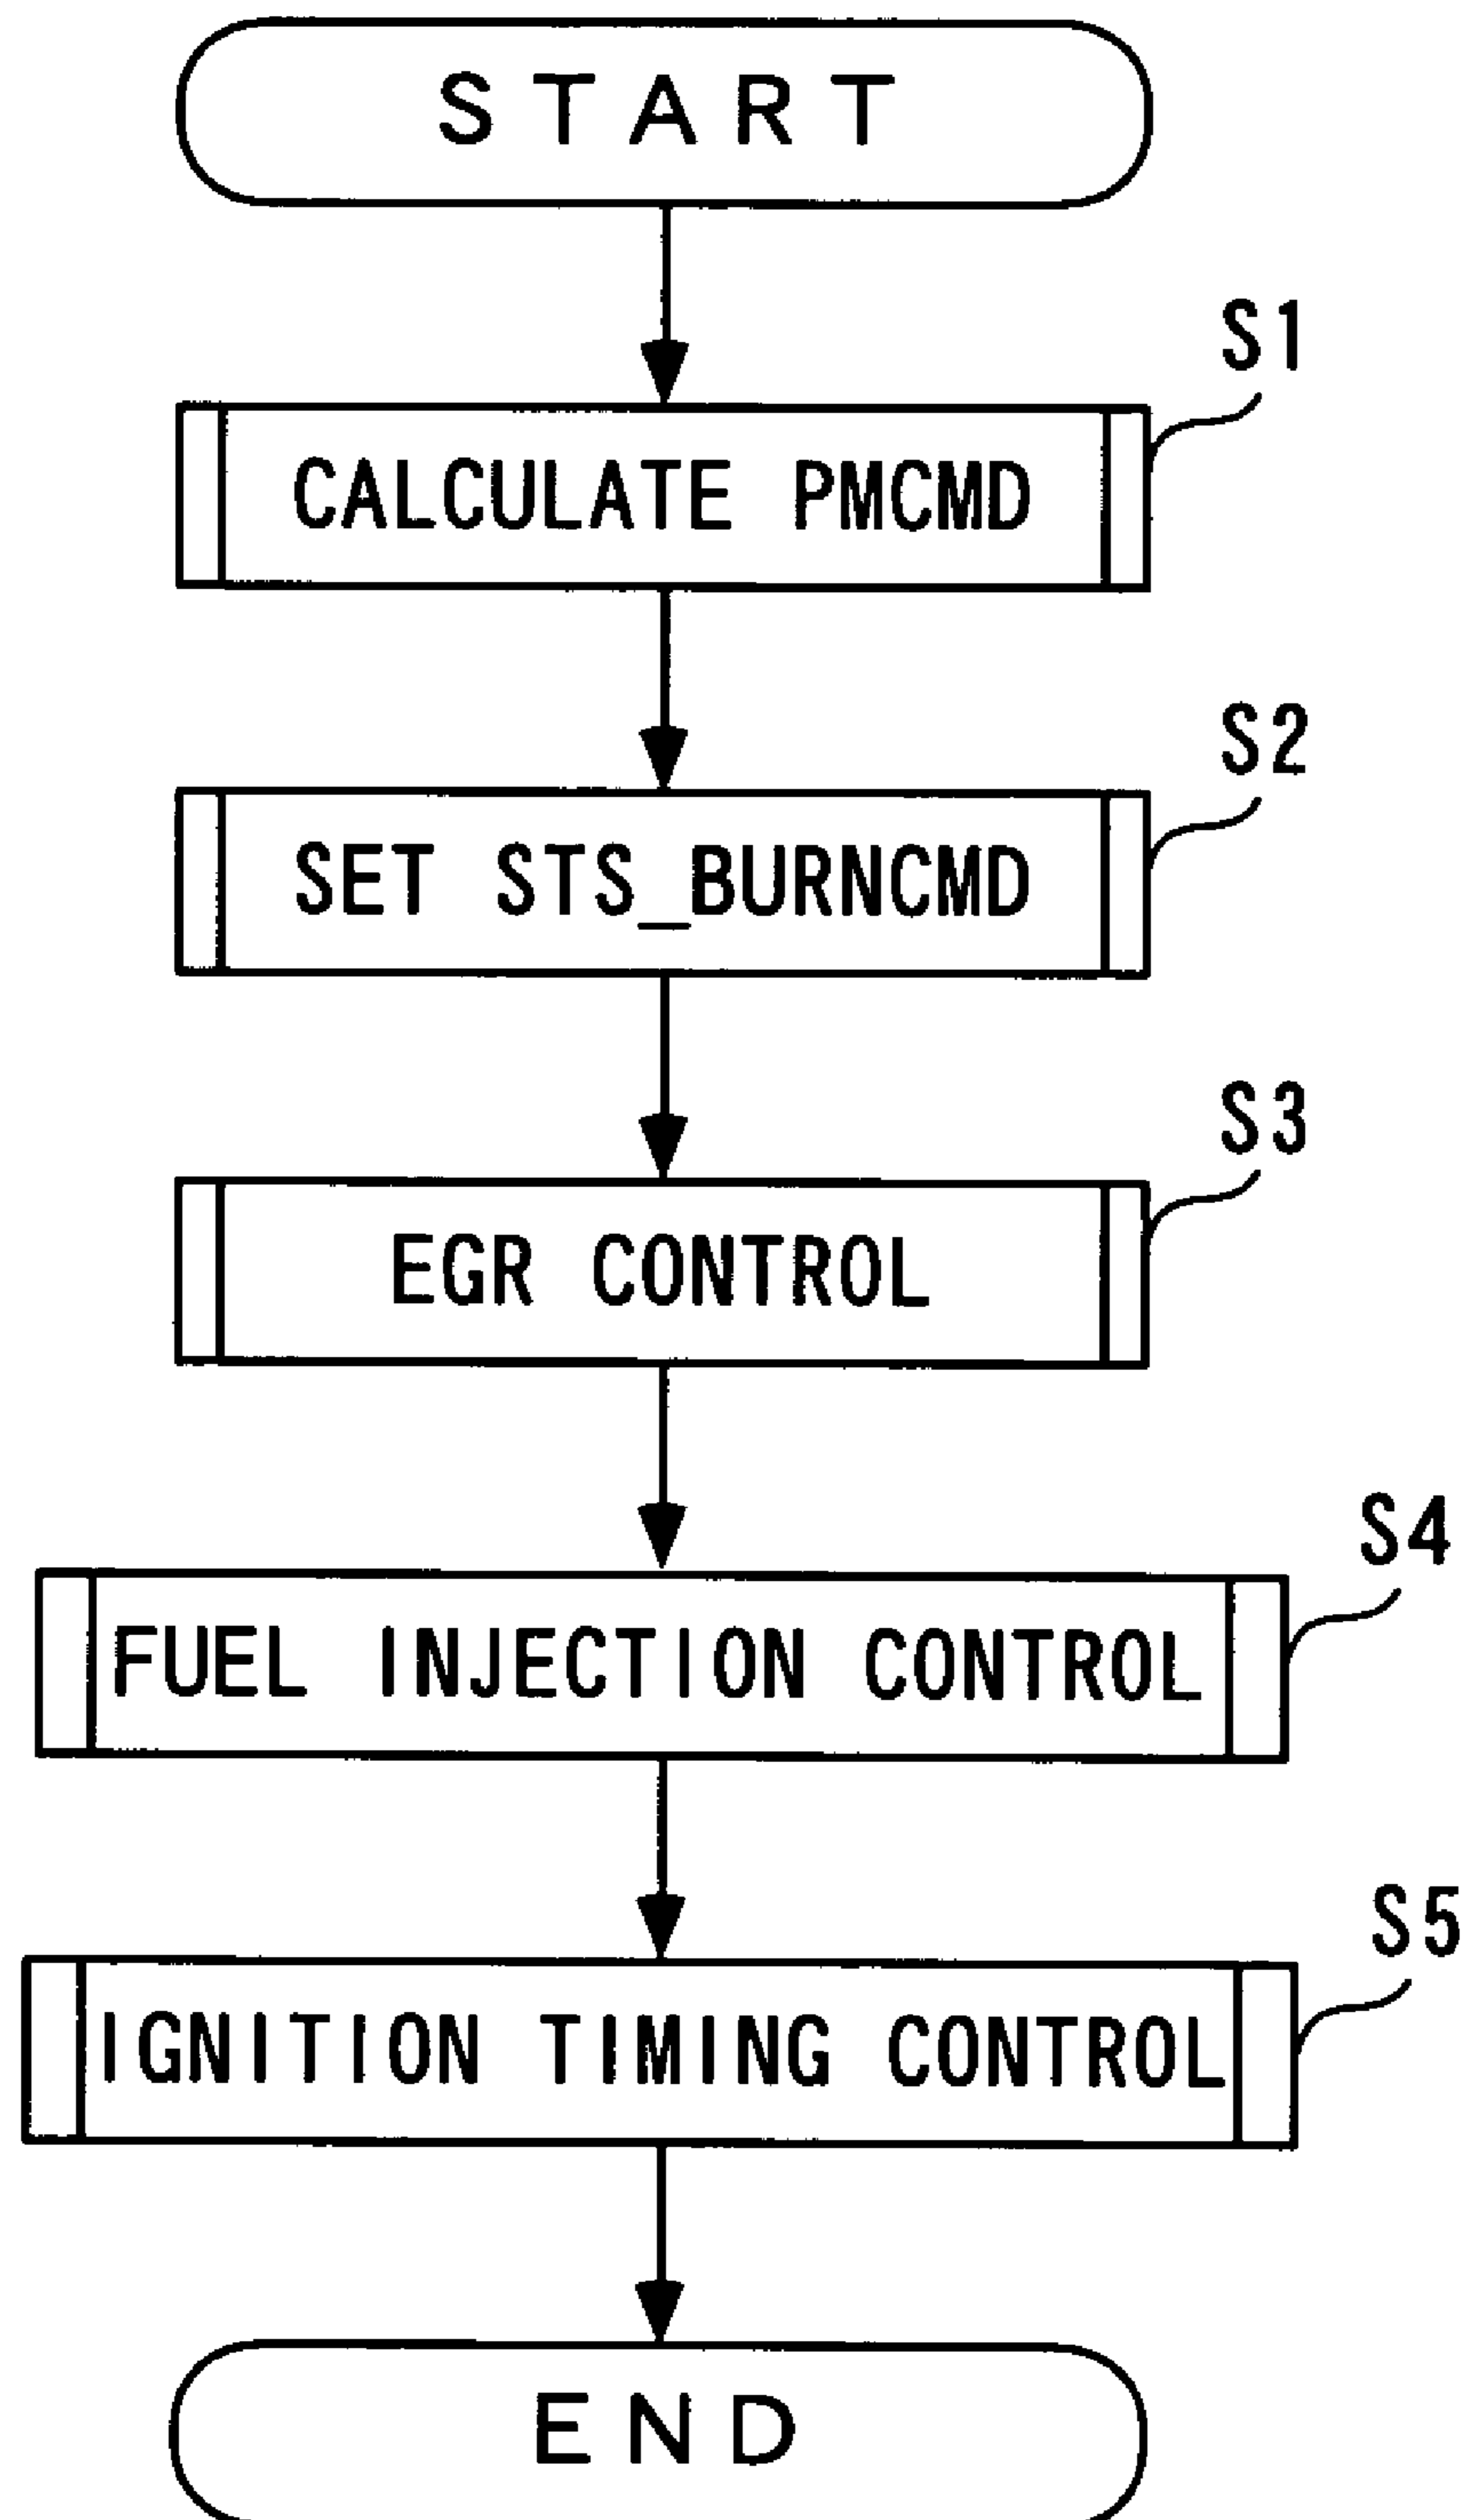 START
S1
CALCULATE PMCMD
S2
SET STS_BURNCMD
S3
EGR CONTROL
S4
FUEL INJECTION CONTROL
S5
IGNITION TIMING CONTROL
END